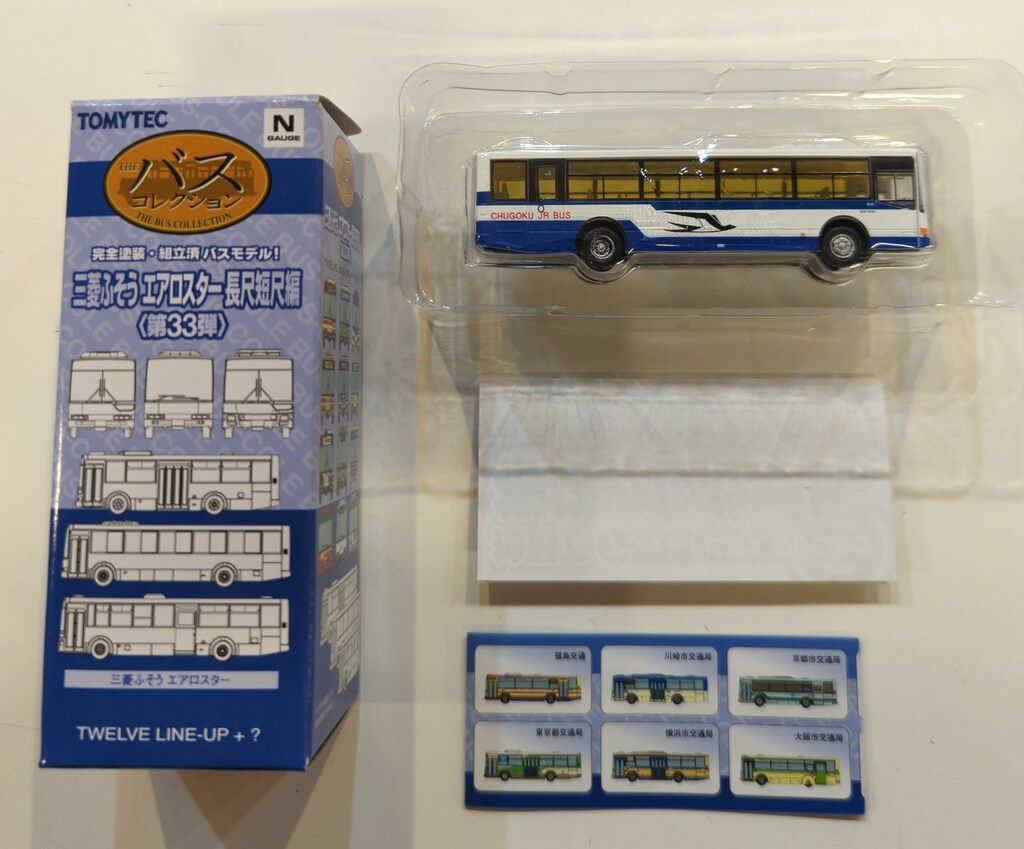 TOMYTEC
N
GAUGE
THE
バス
コレクション
THE BUS COLLECTION
完全塗装・組立済 バスモデル!
三菱ふそう エアロスター 長尺短尺編
〈第33弾〉
三菱ふそう エアロスター
TWELVE LINE-UP + ?
CHUGOKU JR BUS
福島交通
川崎市交通局
京都市交通局
東京都交通局
横浜市交通局
大阪市交通局